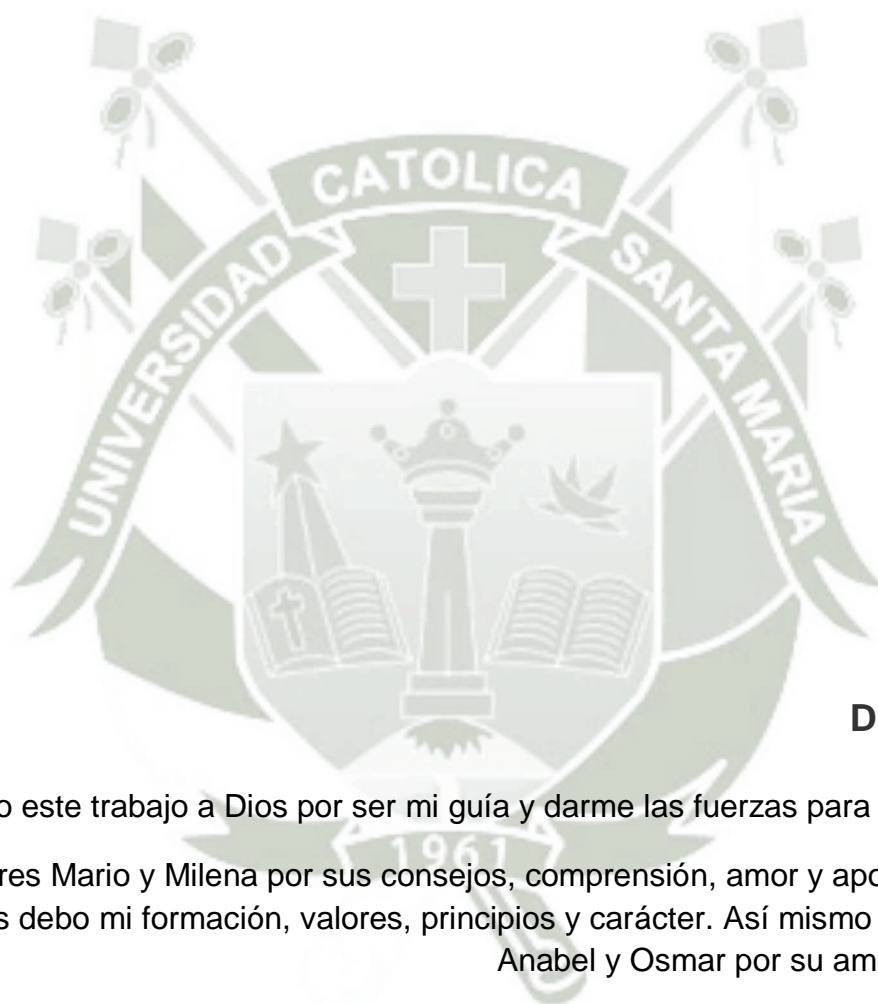 CATOLICA
UNIVERSIDAD
SANTA MARIA
D
o este trabajo a Dios por ser mi guía y darme las fuerzas para
1961
res Mario y Milena por sus consejos, comprensión, amor y apo
s debo mi formación, valores, principios y carácter. Así mismo
Anabel y Osmar por su am